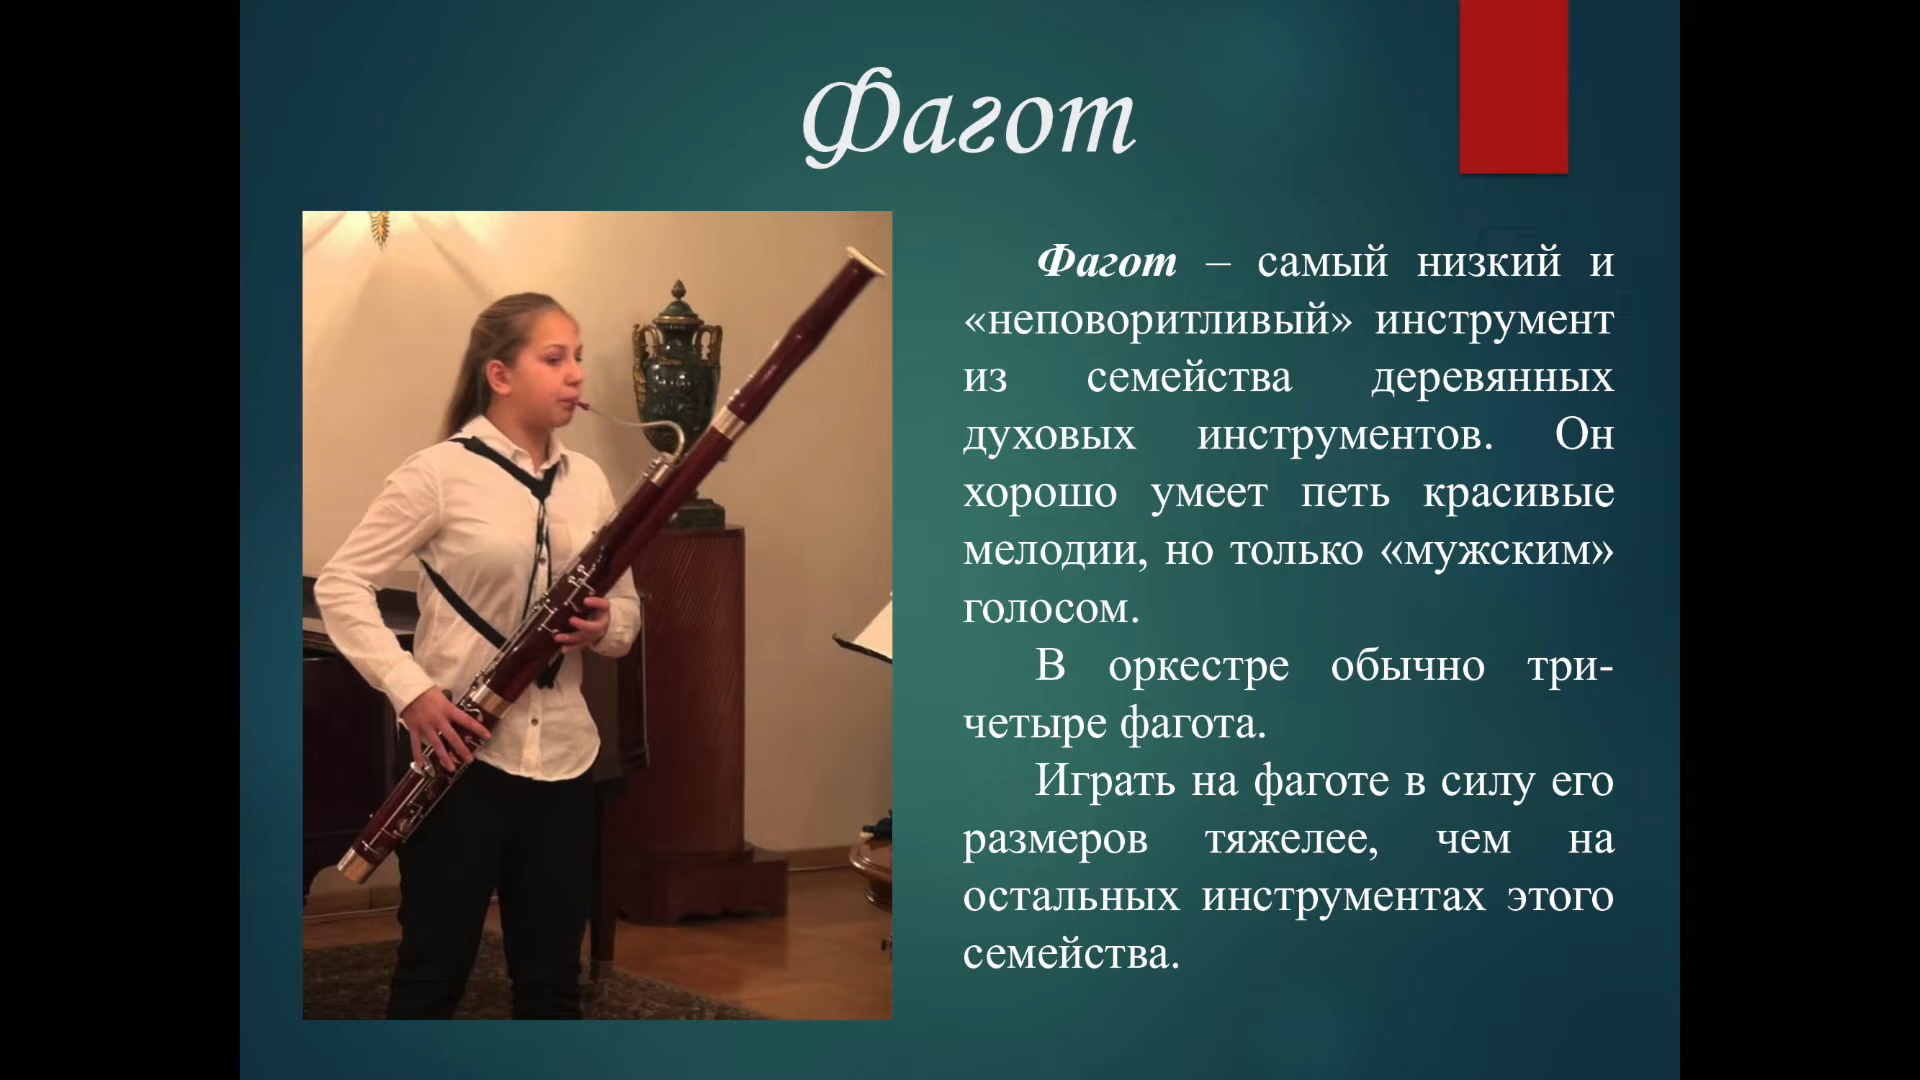 Фагот
Фагот – самый низкий и
«неповоритливый» инструмент
из семейства деревянных
духовых инструментов. Он
хорошо умеет петь красивые
мелодии, но только «мужским»
голосом.
В оркестре обычно три-
четыре фагота.
Играть на фаготе в силу его
размеров тяжелее, чем на
остальных инструментах этого
семейства.